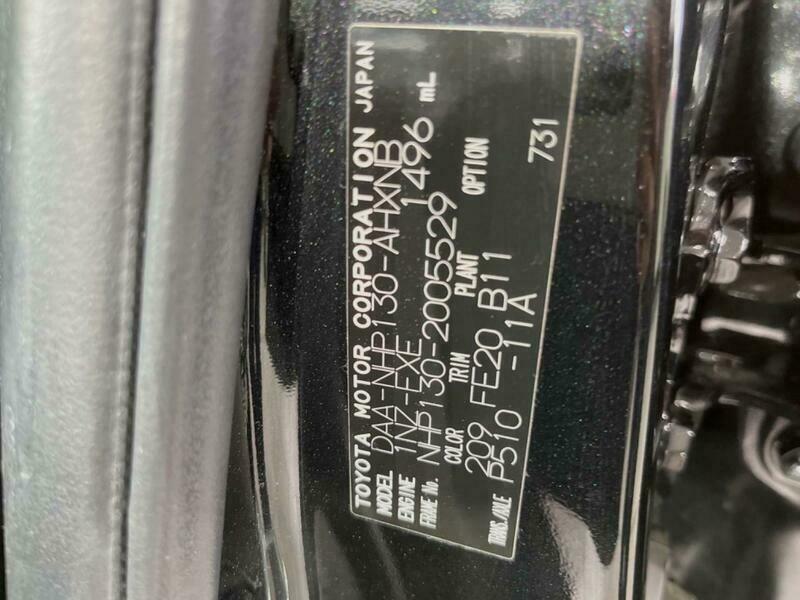 TOYOTA MOTOR CORPORATION JAPAN
MODEL DAA-NHP130-AHXNB
ENGINE 1NZ-FXE 1496 mL
FRAME No. NHP130-2005529
COLOR TRIM PLANT OPTION
209 FE20 B11
TRANS./AXLE P510 -11A 731